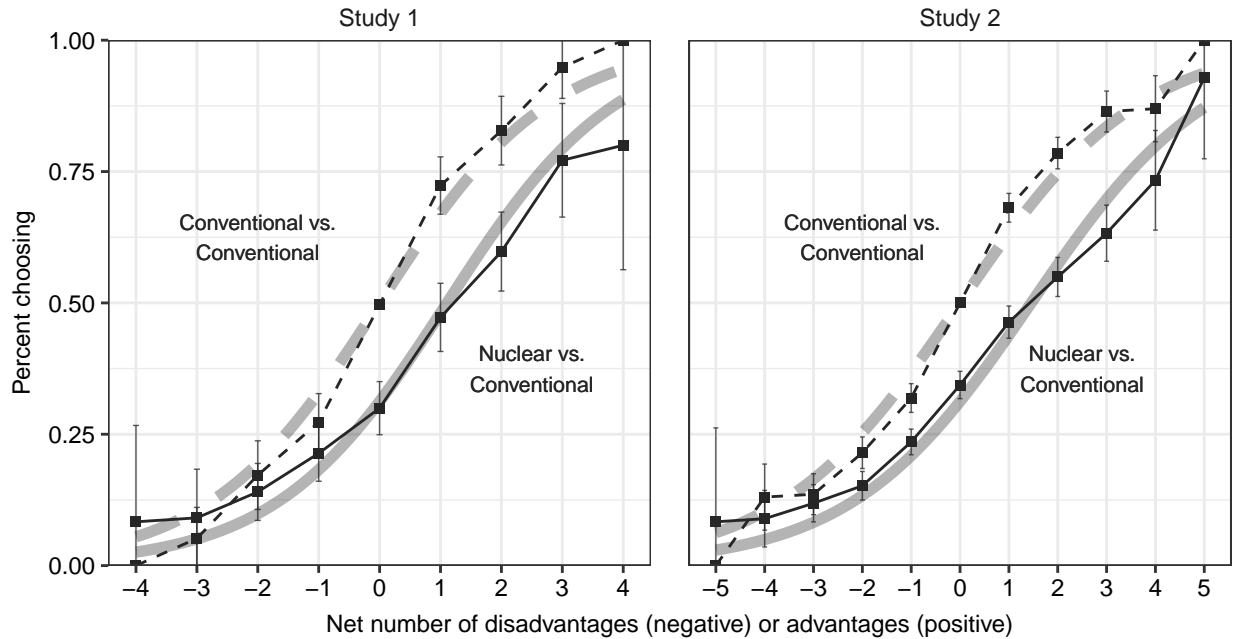 Study 1
Study 2
Percent choosing
1.00
0.75
0.50
0.25
0.00
Conventional vs.
Conventional
Nuclear vs.
Conventional
Conventional vs.
Conventional
Nuclear vs.
Conventional
−4 −3 −2 −1 0 1 2 3 4
−5 −4 −3 −2 −1 0 1 2 3 4 5
Net number of disadvantages (negative) or advantages (positive)